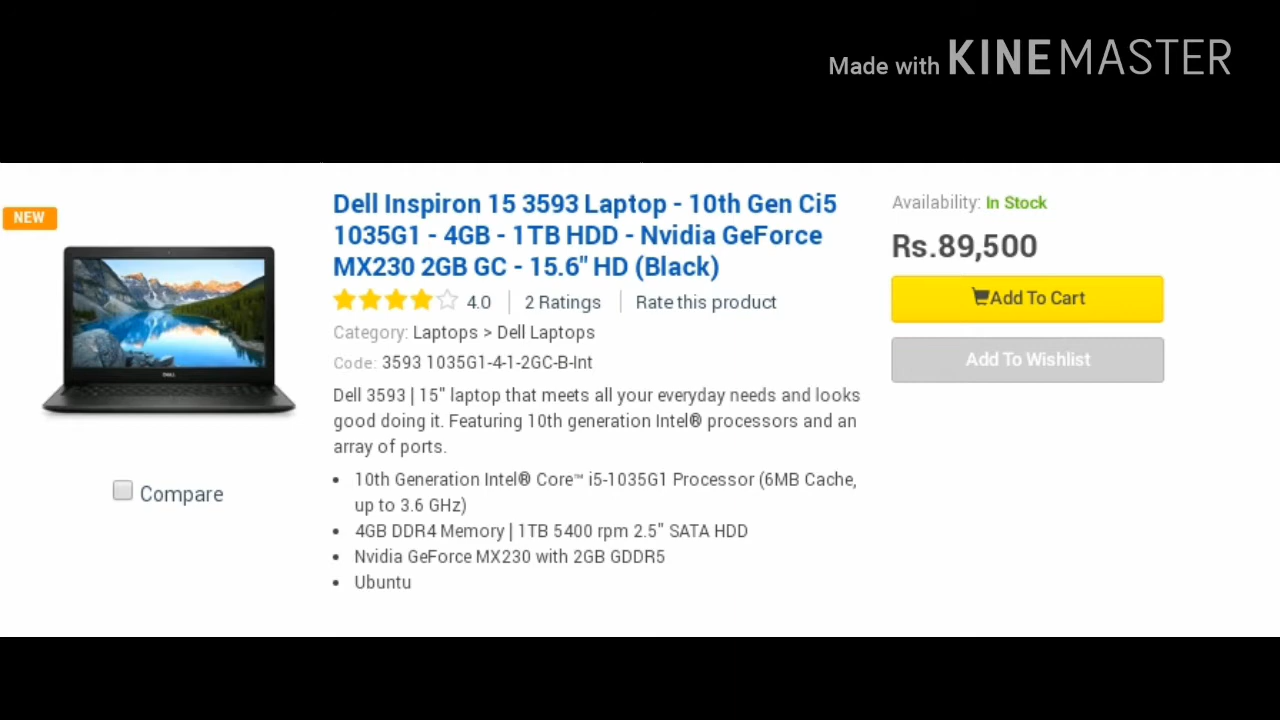 Made with KINEMASTER
NEW
Dell Inspiron 15 3593 Laptop - 10th Gen Ci5
1035G1 - 4GB - 1TB HDD - Nvidia GeForce
MX230 2GB GC - 15.6" HD (Black)
4.0 | 2 Ratings | Rate this product
Category: Laptops > Dell Laptops
Code: 3593 1035G1-4-1-2GC-B-Int
Dell 3593 | 15" laptop that meets all your everyday needs and looks
good doing it. Featuring 10th generation Intel® processors and an
array of ports.
• 10th Generation Intel® Core™ i5-1035G1 Processor (6MB Cache,
up to 3.6 GHz)
• 4GB DDR4 Memory | 1TB 5400 rpm 2.5" SATA HDD
• Nvidia GeForce MX230 with 2GB GDDR5
• Ubuntu
DELL
Compare
Availability: In Stock
Rs.89,500
Add To Cart
Add To Wishlist